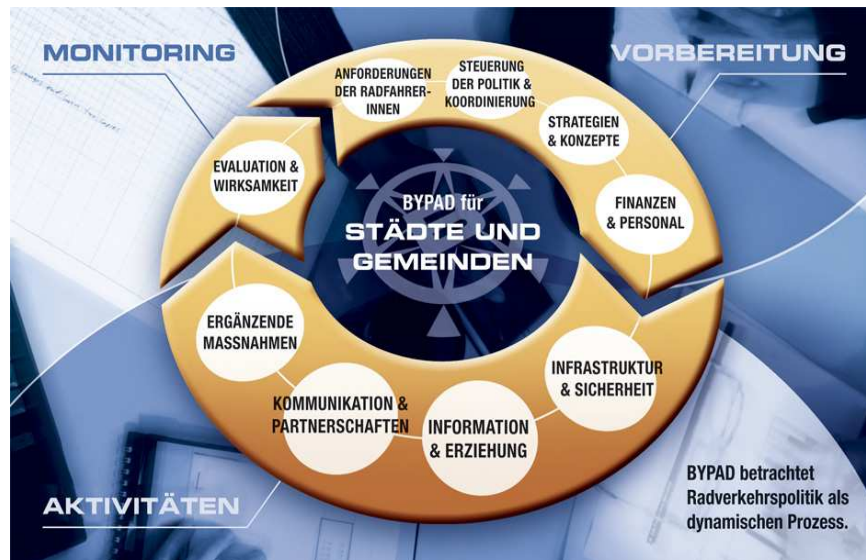 MONITORING
VORBEREITUNG
ANFORDERUNGEN
DER RADFAHRER-
INNEN
STEUERUNG
DER POLITIK &
KOORDINIERUNG
STRATEGIEN
& KONZEPTE
FINANZEN
& PERSONAL
EVALUATION &
WIRKSAMKEIT
BYPAD für
STÄDTE UND
GEMEINDEN
ERGÄNZENDE
MASSNAHMEN
KOMMUNIKATION &
PARTNERSCHAFTEN
INFORMATION
& ERZIEHUNG
INFRASTRUKTUR
& SICHERHEIT
AKTIVITÄTEN
BYPAD betrachtet
Radverkehrspolitik als
dynamischen Prozess.